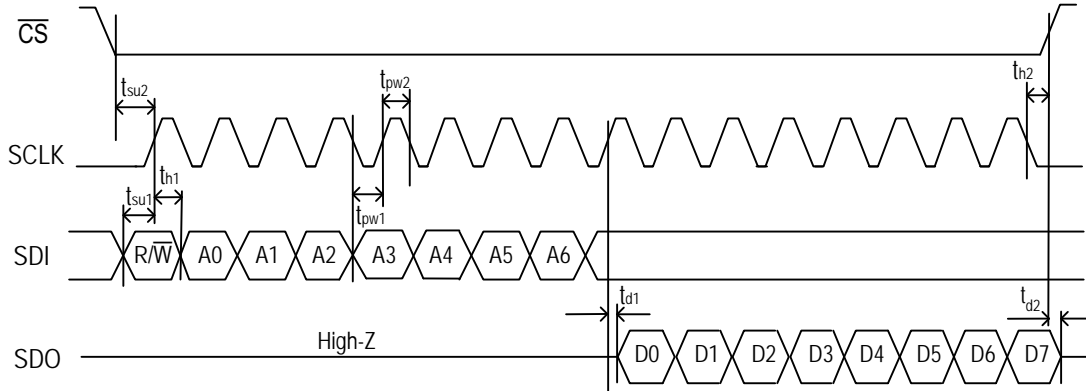 CS
tsu2
tpw2
th2
SCLK
th1
tsu1
tpw1
SDI
R/W A0 A1 A2 A3 A4 A5 A6
td1
td2
High-Z
SDO
D0 D1 D2 D3 D4 D5 D6 D7